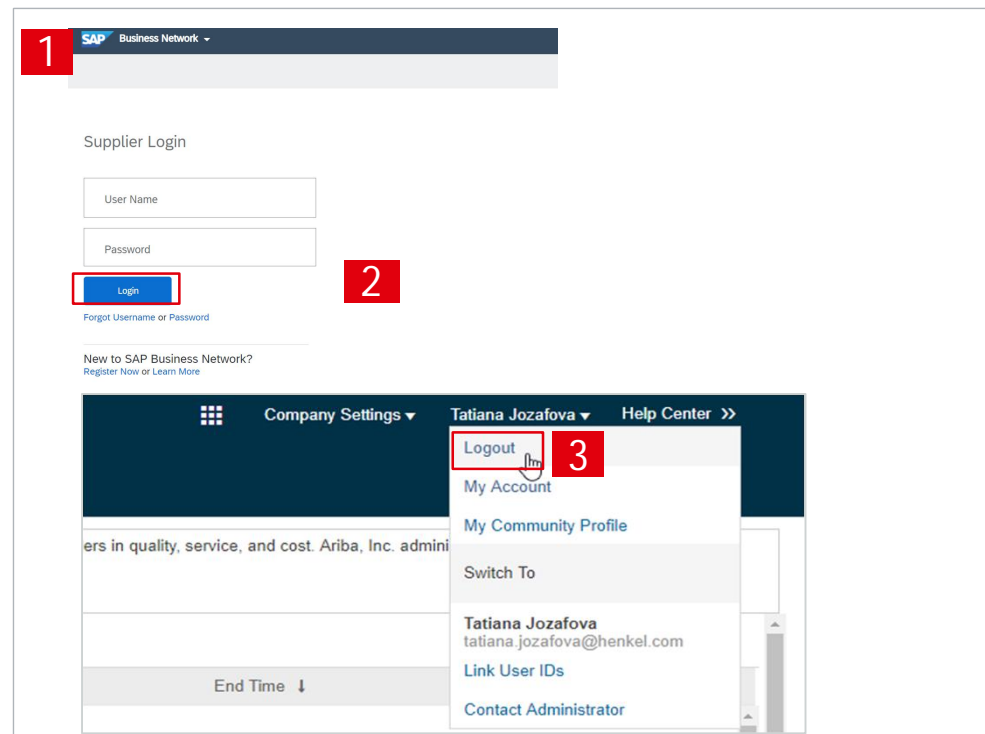 1
SAP Business Network
Supplier Login
User Name
Password
Login
2
Forgot Username or Password
New to SAP Business Network?
Register Now or Learn More
Company Settings Tatiana Jozafova Help Center >>
Logout
3
My Account
My Community Profile
ers in quality, service, and cost. Ariba, Inc. admini
Switch To
Tatiana Jozafova
tatiana.jozafova@henkel.com
Link User IDs
End Time ↓
Contact Administrator